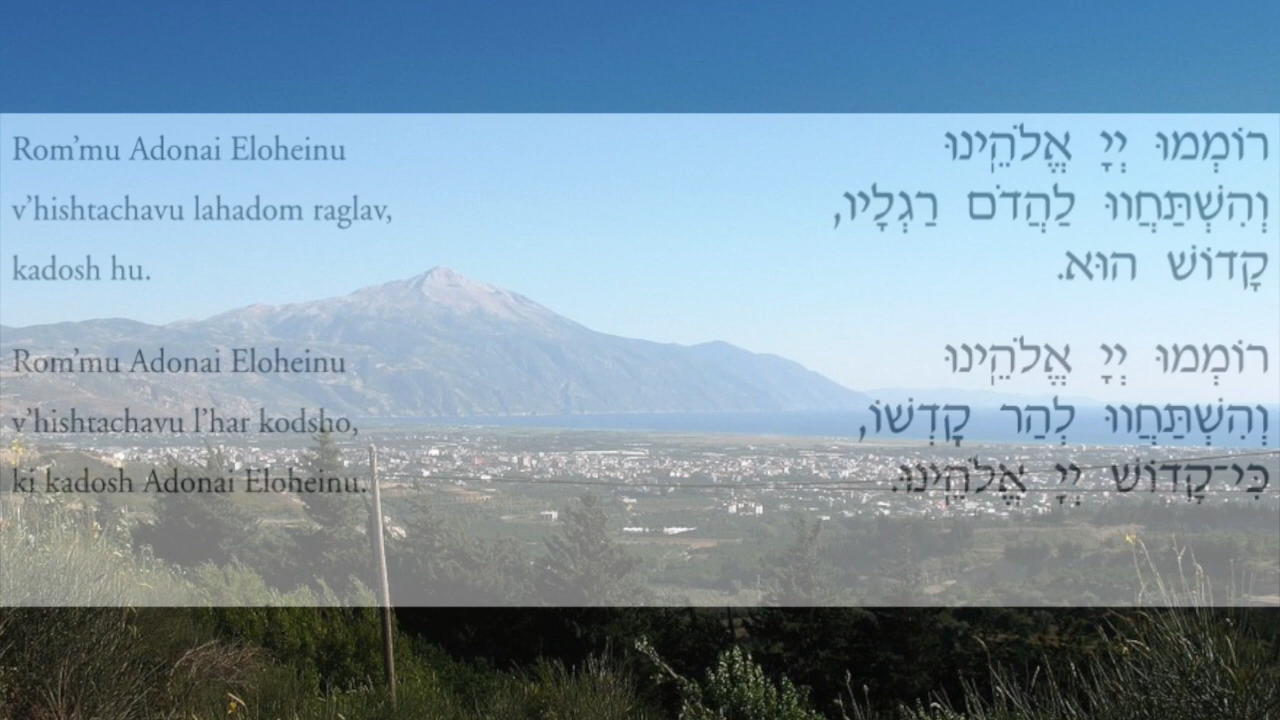 Rom’mu Adonai Eloheinu
v’hishtachavu lahadom raglav,
kadosh hu.
Rom’mu Adonai Eloheinu
v’hishtachavu l’har kodsho,
ki kadosh Adonai Eloheinu.
רוֹמְמוּ יְיָ אֱלֹהֵֽינוּ
וְהִשְׁתַּחֲווּ לַהֲדֹם רַגְלָיו,
קָדוֹשׁ הוּא.
רוֹמְמוּ יְיָ אֱלֹהֵֽינוּ
וְהִשְׁתַּחֲווּ לְהַר קָדְשׁוֹ,
כִּי־קָדוֹשׁ יְיָ אֱלֹהֵֽינוּ.